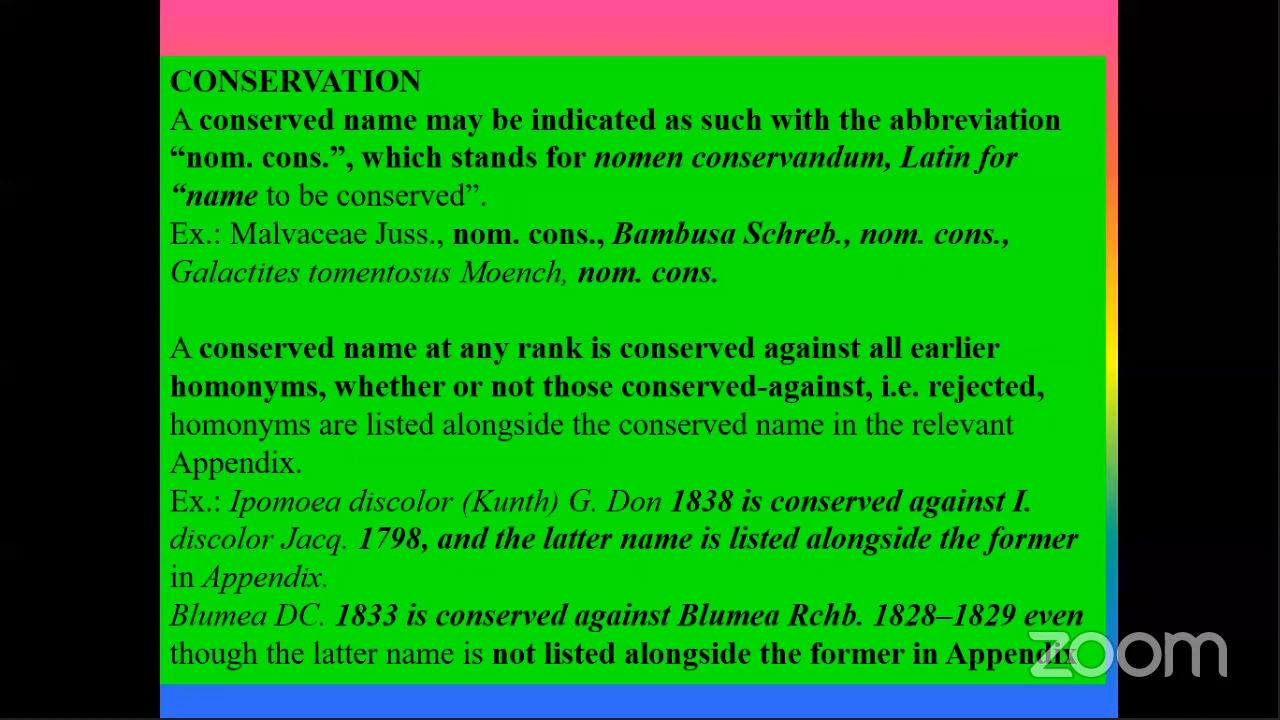 CONSERVATION
A conserved name may be indicated as such with the abbreviation
“nom. cons.”, which stands for nomen conservandum, Latin for
“name to be conserved”.
Ex.: Malvaceae Juss., nom. cons., Bambusa Schreb., nom. cons.,
Galactites tomentosus Moench, nom. cons.
A conserved name at any rank is conserved against all earlier
homonyms, whether or not those conserved-against, i.e. rejected,
homonyms are listed alongside the conserved name in the relevant
Appendix.
Ex.: Ipomoea discolor (Kunth) G. Don 1838 is conserved against I.
discolor Jacq. 1798, and the latter name is listed alongside the former
in Appendix.
Blumea DC. 1833 is conserved against Blumea Rchb. 1828–1829 even
though the latter name is not listed alongside the former in Appendix
zoom